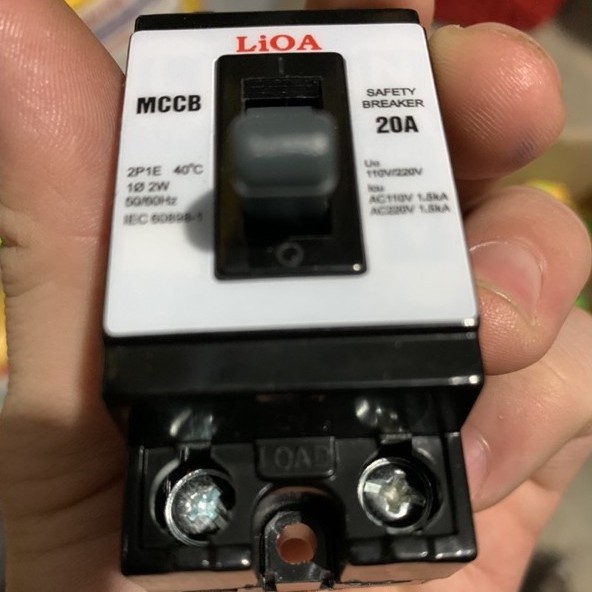 LiOA
MCCB
SAFETY
BREAKER
20A
2P1E 40°C
1Ø 2W
50/60Hz
IEC 60898-1
Ue
110V/220V
Icu
AC110V 1.5kA
AC220V 1.5kA
LOAD